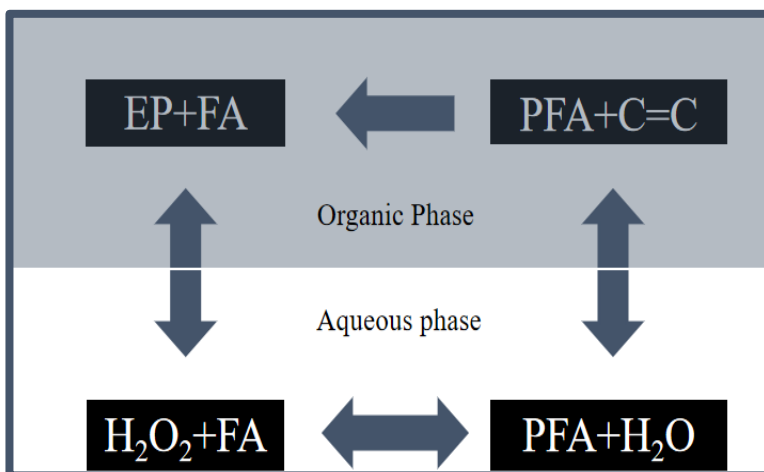 EP+FA
PFA+C=C
Organic Phase
Aqueous phase
H₂O₂+FA
PFA+H₂O